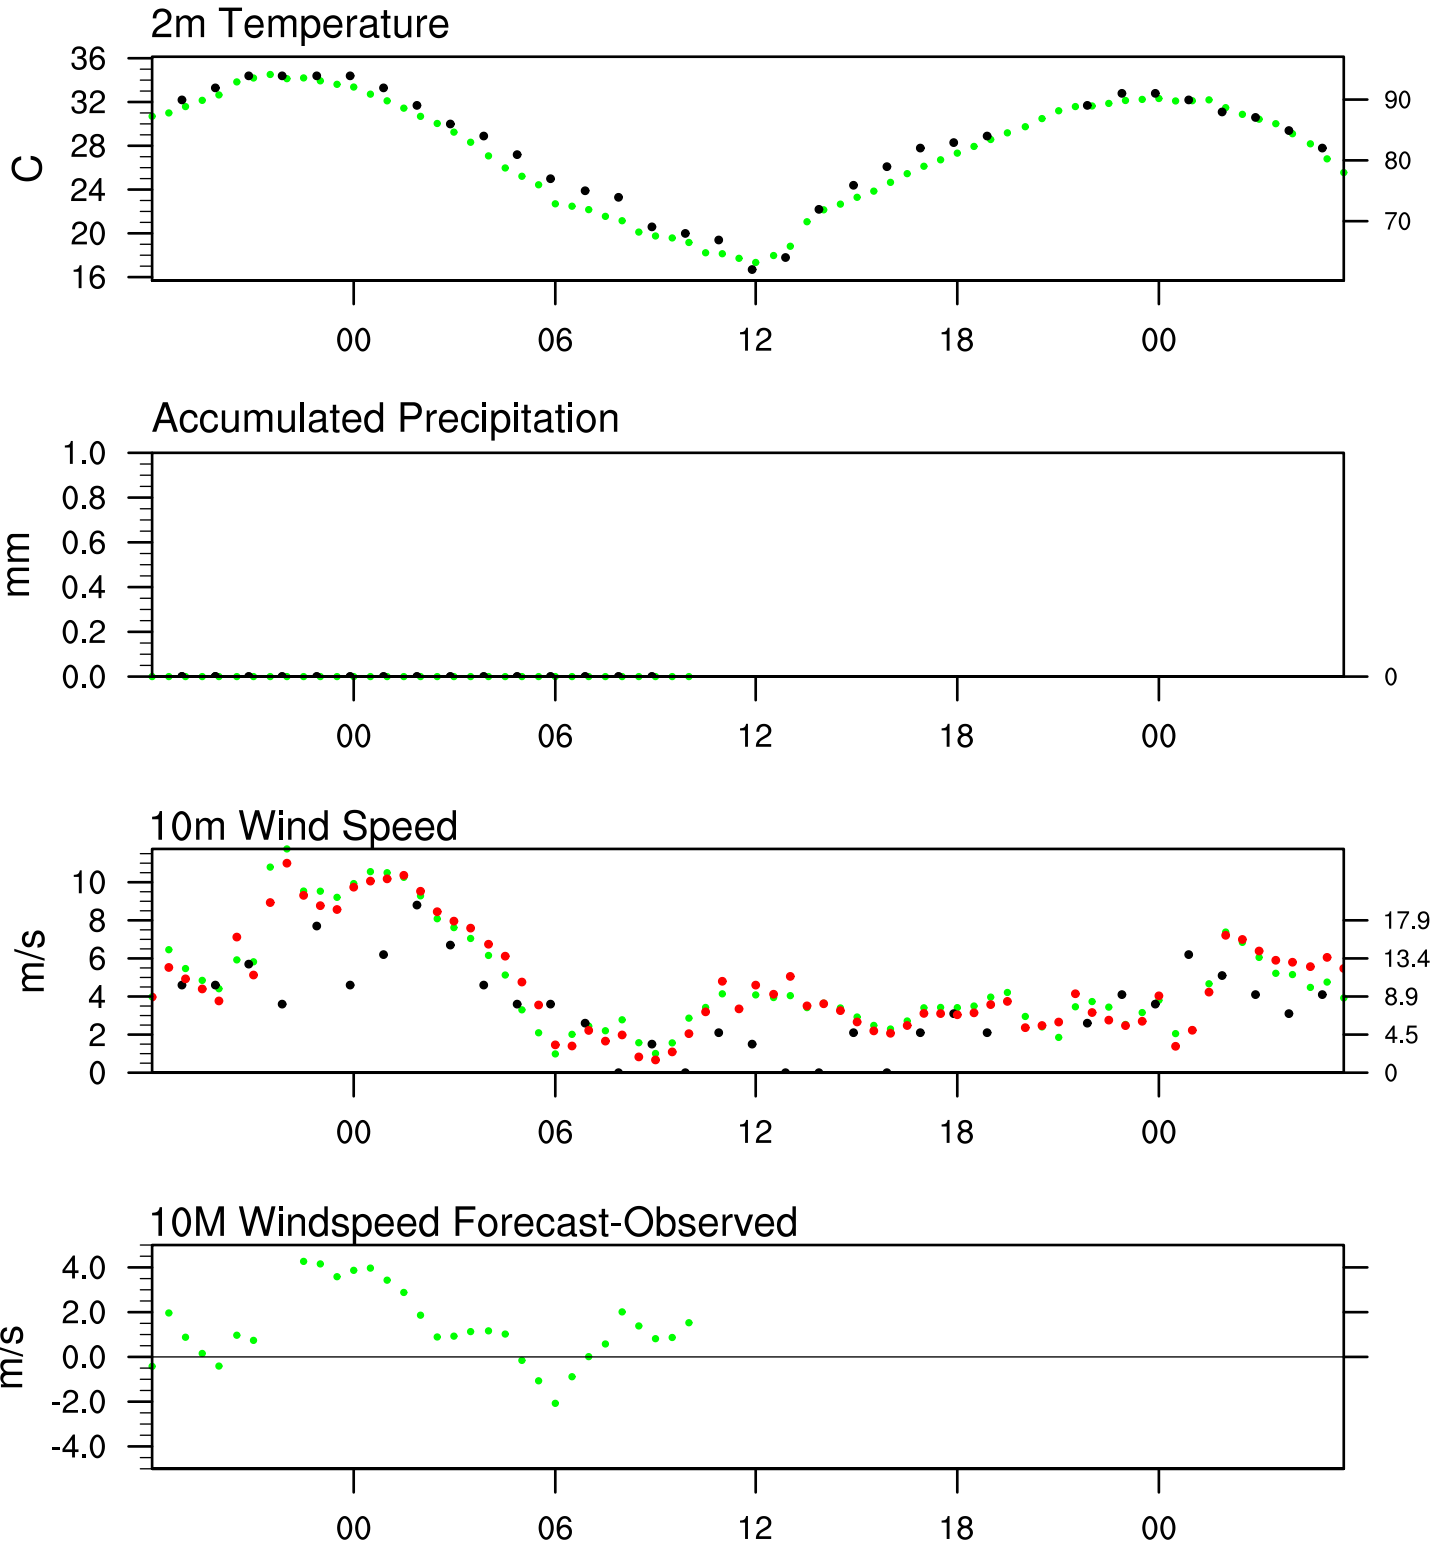 2m Temperature
36
32
28
24
20
16
C
90
80
70
00 06 12 18 00
Accumulated Precipitation
1.0
0.8
0.6
0.4
0.2
0.0
mm
0
00 06 12 18 00
10m Wind Speed
10
8
6
4
2
0
m/s
17.9
13.4
8.9
4.5
0
00 06 12 18 00
10M Windspeed Forecast-Observed
4.0
2.0
0.0
-2.0
-4.0
m/s
00 06 12 18 00